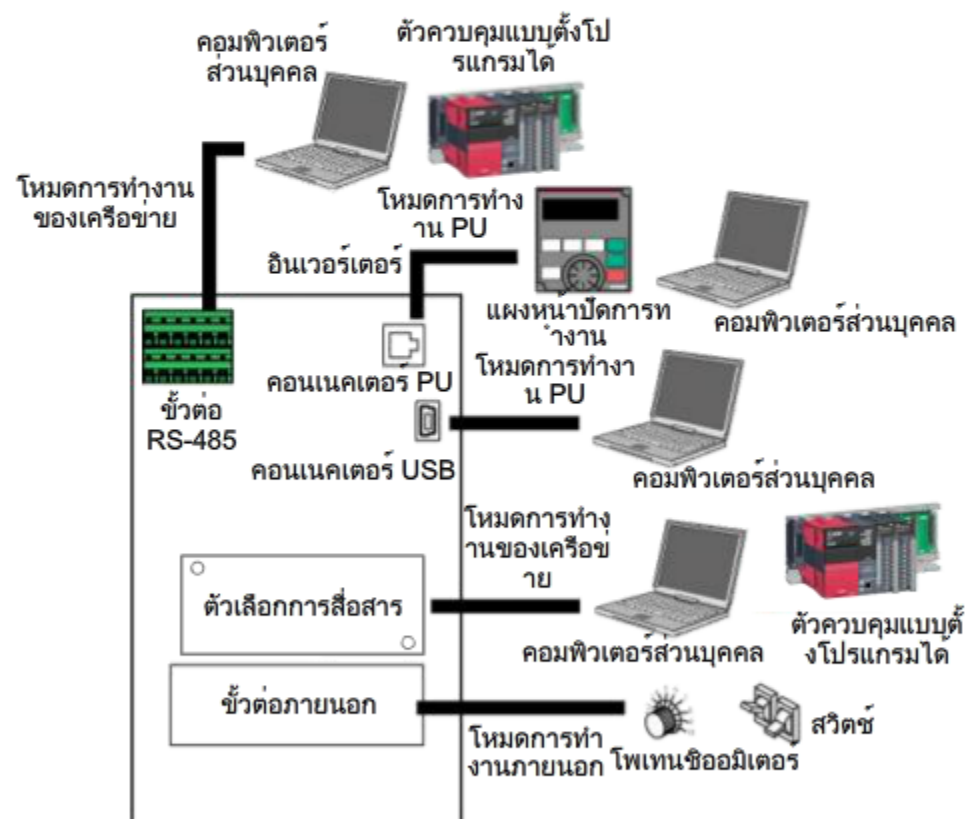 คอมพิวเตอร์
ส่วนบุคคล
ตัวควบคุมแบบตั้งโป
รแกรมได้
โหมดการทำงาน
ของเครือข่าย
โหมดการทำง
าน PU
อินเวอร์เตอร์
แผงหน้าปัดการท
ำงาน
คอมพิวเตอร์ส่วนบุคคล
คอนเนคเตอร์ PU
โหมดการทำงา
น PU
ขั้วต่อ
RS-485
คอนเนคเตอร์ USB
คอมพิวเตอร์ส่วนบุคคล
โหมดการทำง
านของเครือข
่าย
ตัวเลือกการสื่อสาร
คอมพิวเตอร์ส่วนบุคคล
ตัวควบคุมแบบตั้
งโปรแกรมได้
ขั้วต่อภายนอก
โหมดการทำ
งานภายนอก
โพเทนชิออมิเตอร
สวิตช์